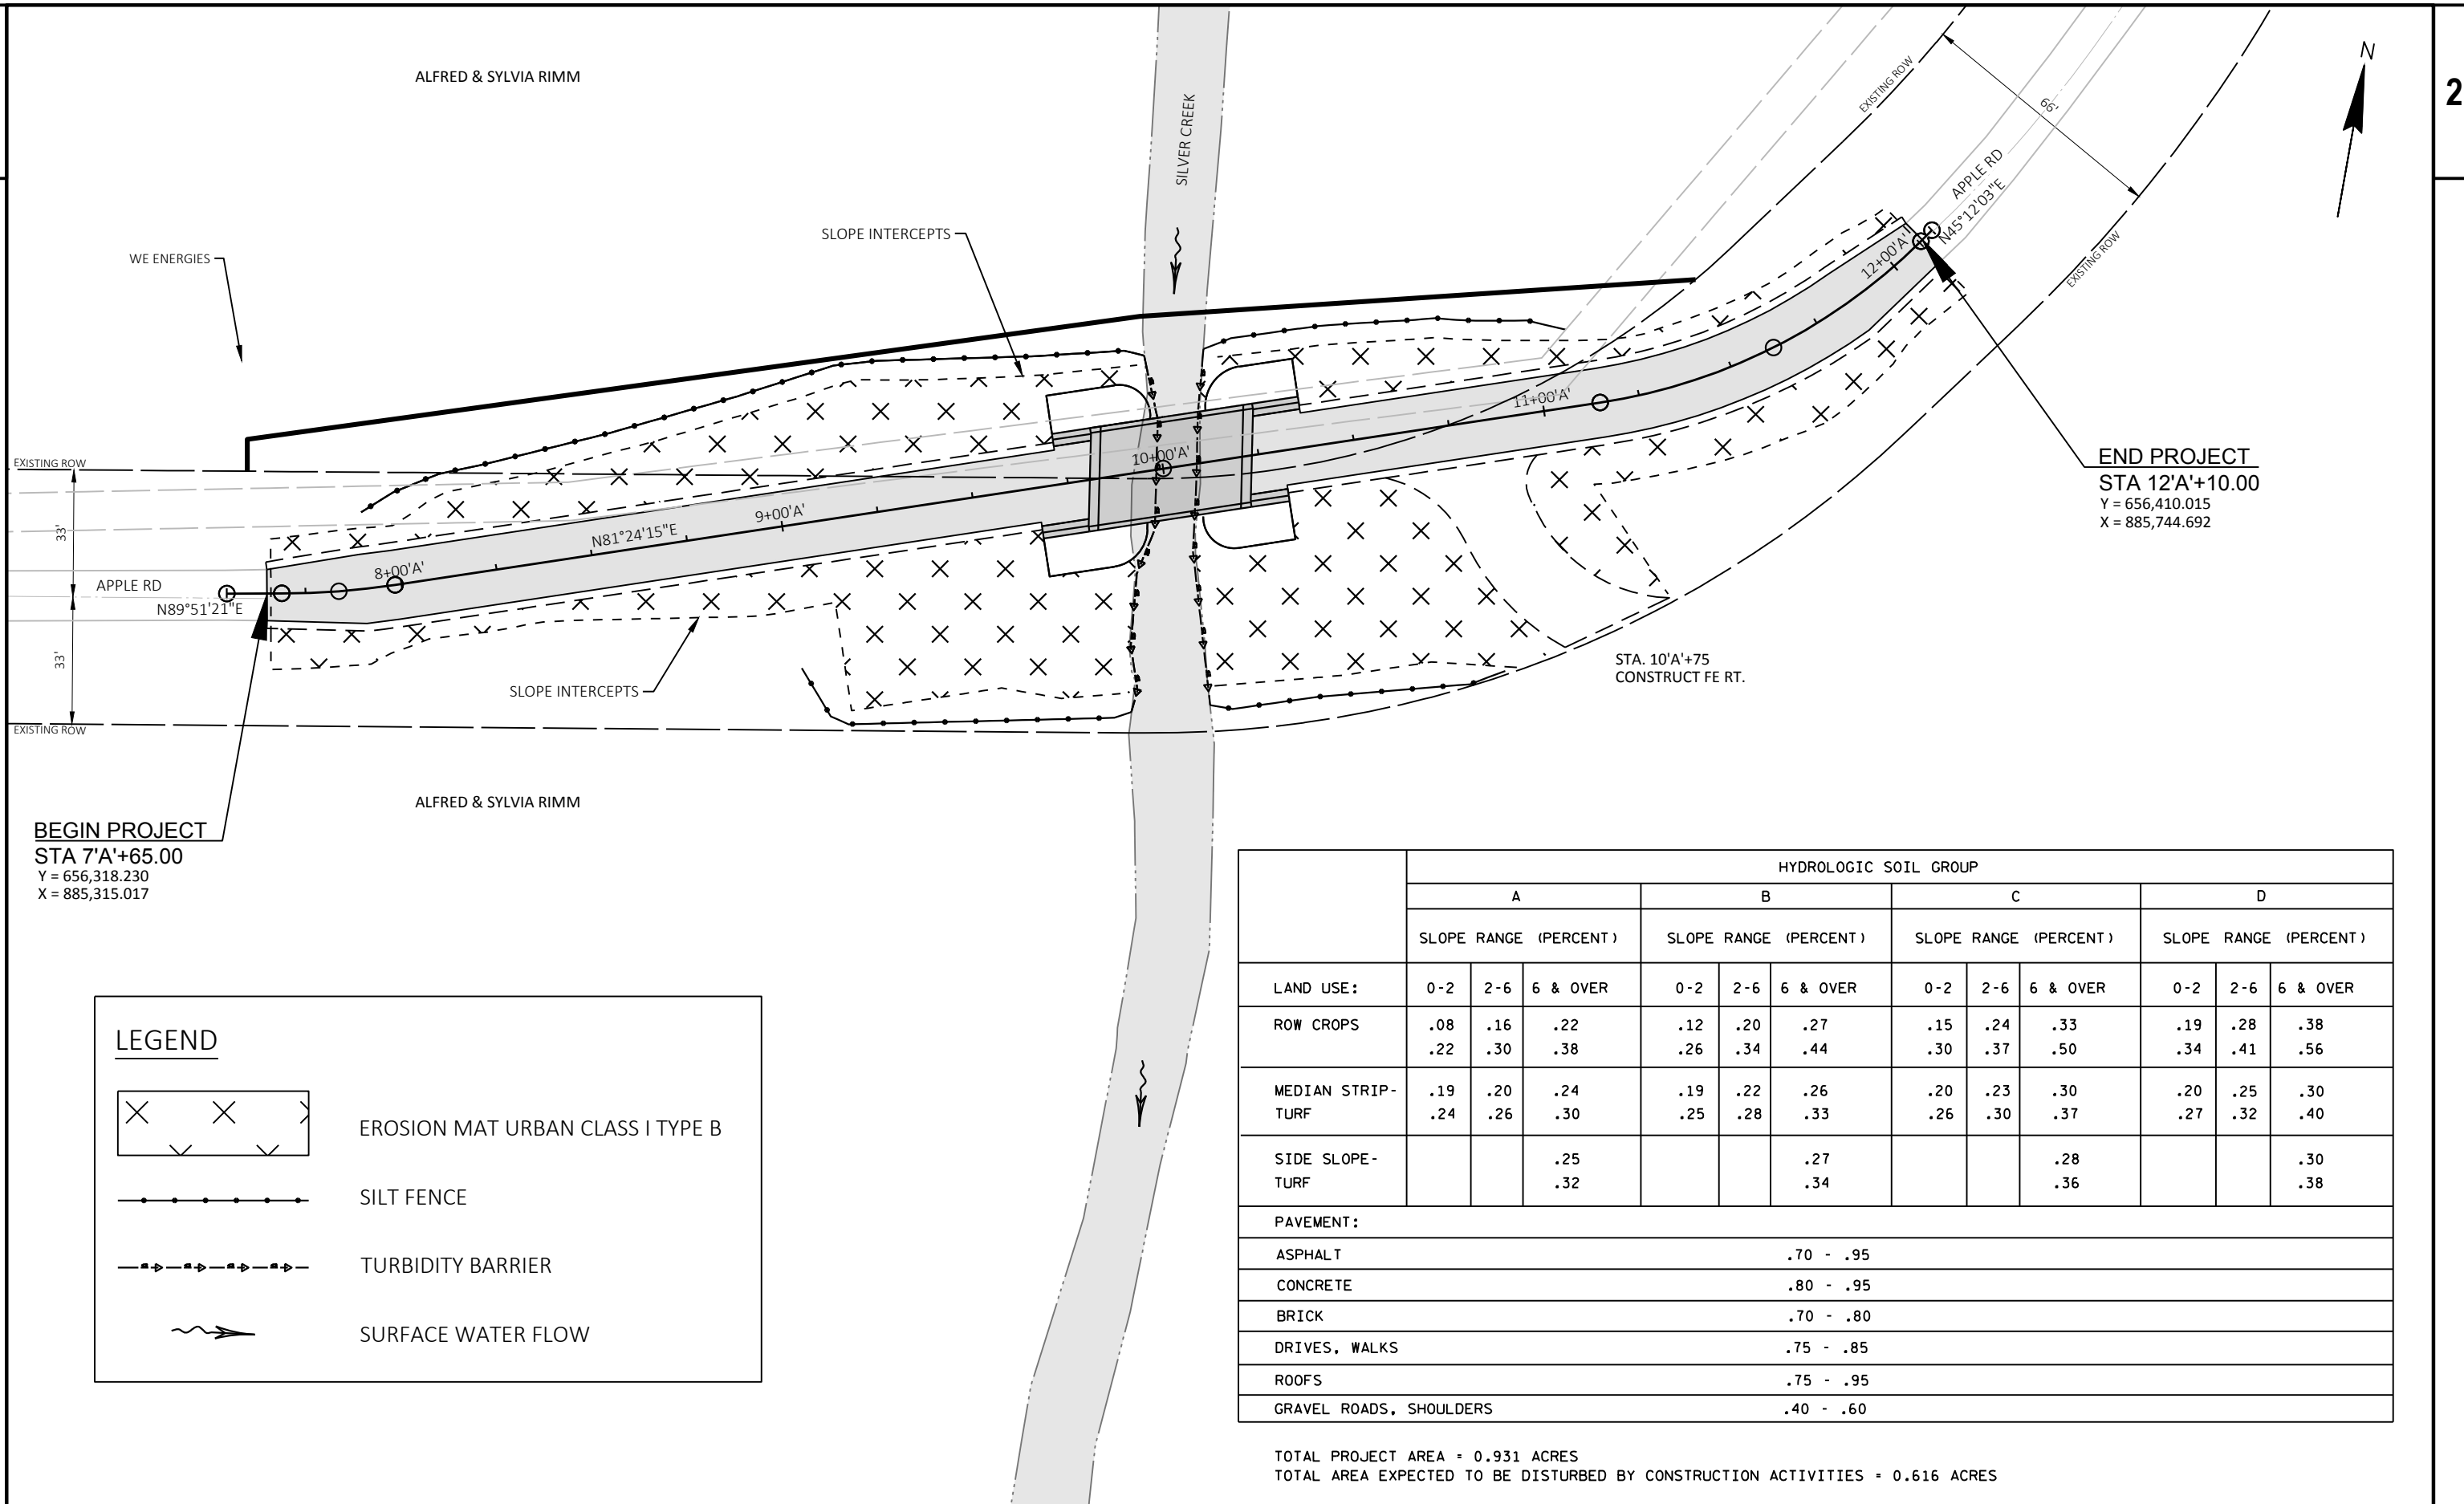 2
N
ALFRED & SYLVIA RIMM
SILVER CREEK
EXISTING ROW
66'
APPLE RD
N45°12'03"E
EXISTING ROW
SLOPE INTERCEPTS
WE ENERGIES
12+00'A'
11+00'A'
10+00'A'
9+00'A'
N81°24'15"E
8+00'A'
EXISTING ROW
33'
APPLE RD
N89°51'21"E
33'
EXISTING ROW
SLOPE INTERCEPTS
END PROJECT
STA 12'A'+10.00
Y = 656,410.015
X = 885,744.692
STA. 10'A'+75
CONSTRUCT FE RT.
ALFRED & SYLVIA RIMM
BEGIN PROJECT
STA 7'A'+65.00
Y = 656,318.230
X = 885,315.017
LEGEND
EROSION MAT URBAN CLASS I TYPE B
SILT FENCE
TURBIDITY BARRIER
SURFACE WATER FLOW
HYDROLOGIC SOIL GROUP
A B C D
SLOPE RANGE (PERCENT) SLOPE RANGE (PERCENT) SLOPE RANGE (PERCENT) SLOPE RANGE (PERCENT)
LAND USE: 0-2 2-6 6 & OVER 0-2 2-6 6 & OVER 0-2 2-6 6 & OVER 0-2 2-6 6 & OVER
ROW CROPS .08 .16 .22 .12 .20 .27 .15 .24 .33 .19 .28 .38
.22 .30 .38 .26 .34 .44 .30 .37 .50 .34 .41 .56
MEDIAN STRIP- .19 .20 .24 .19 .22 .26 .20 .23 .30 .20 .25 .30
TURF .24 .26 .30 .25 .28 .33 .26 .30 .37 .27 .32 .40
SIDE SLOPE- .25 .27 .28 .30
TURF .32 .34 .36 .38
PAVEMENT:
ASPHALT .70 - .95
CONCRETE .80 - .95
BRICK .70 - .80
DRIVES, WALKS .75 - .85
ROOFS .75 - .95
GRAVEL ROADS, SHOULDERS .40 - .60
TOTAL PROJECT AREA = 0.931 ACRES
TOTAL AREA EXPECTED TO BE DISTURBED BY CONSTRUCTION ACTIVITIES = 0.616 ACRES